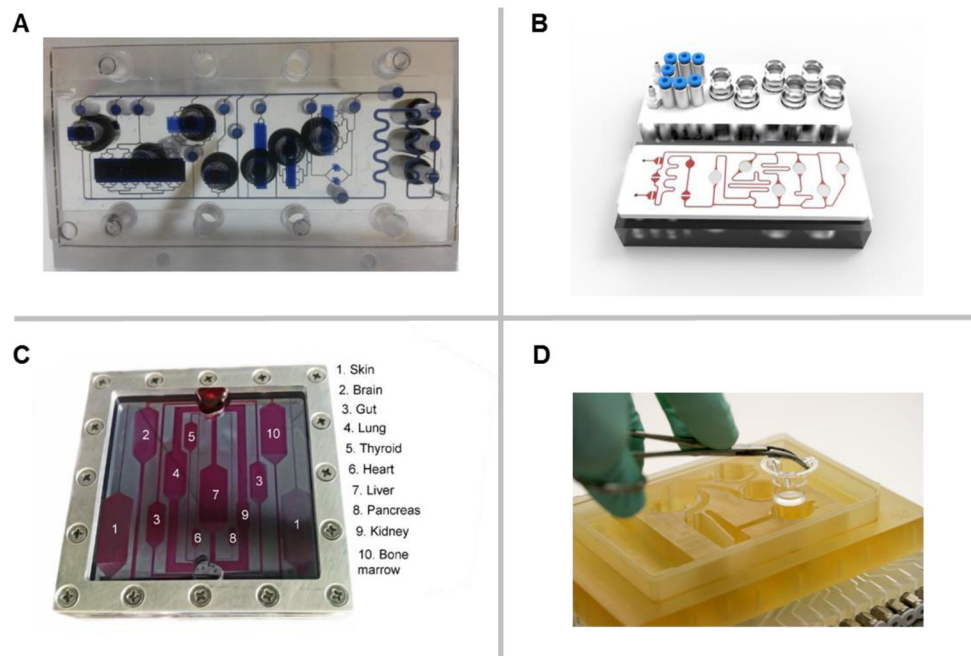 A
B
C
1. Skin
2. Brain
3. Gut
4. Lung
5. Thyroid
6. Heart
7. Liver
8. Pancreas
9. Kidney
10. Bone
marrow
2
5
10
4
3
7
9
1
3
6
8
1
D